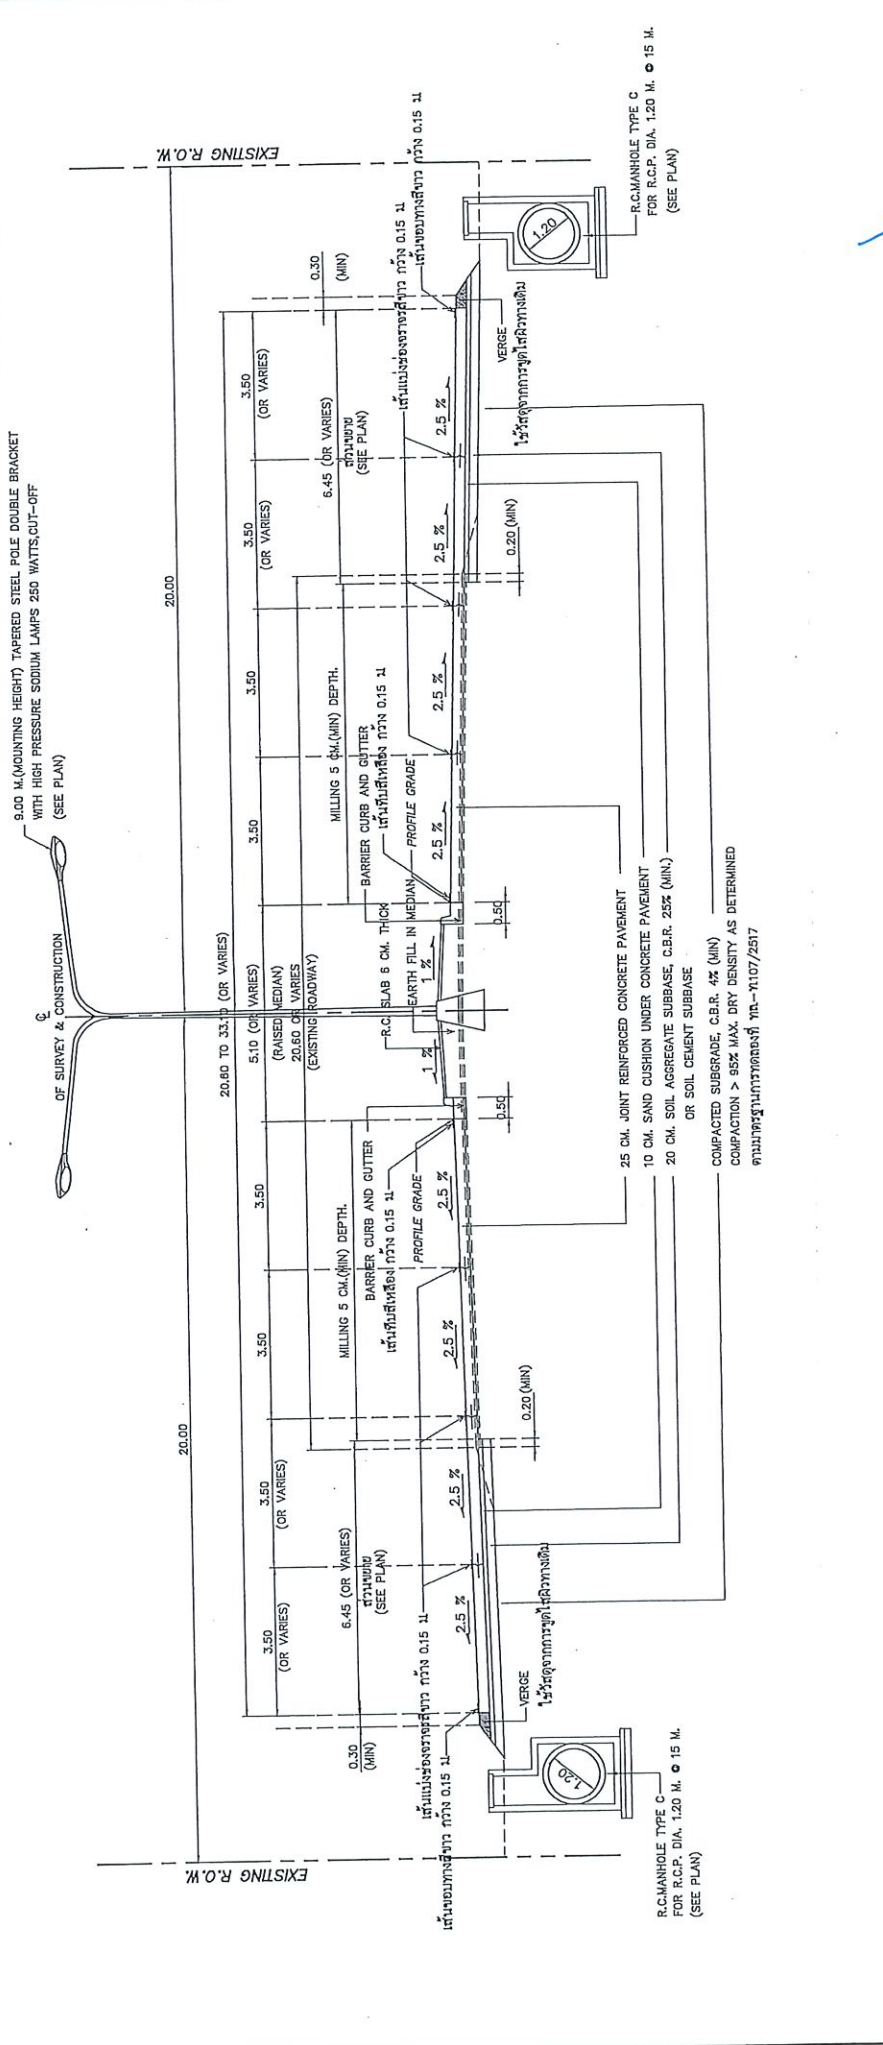 9.00 M.(MOUNTING HEIGHT) TAPERED STEEL POLE DOUBLE BRACKET
WITH HIGH PRESSURE SODIUM LAMPS 250 WATTS,CUT-OFF
(SEE PLAN)
℄
OF SURVEY & CONSTRUCTION
EXISTING R.O.W.
EXISTING R.O.W.
20.00
20.00
20.60 TO 33.10 (OR VARIES)
3.50
(OR VARIES)
3.50
(OR VARIES)
3.50
3.50
5.10 (OR VARIES)
(RAISED MEDIAN)
20.60 OR VARIES
(EXISTING ROADWAY)
3.50
3.50
3.50
(OR VARIES)
3.50
(OR VARIES)
0.30
(MIN)
6.45 (OR VARIES)
ส่วนขยาย
(SEE PLAN)
MILLING 5 CM.(MIN) DEPTH.
MILLING 5 CM.(MIN) DEPTH.
6.45 (OR VARIES)
ส่วนขยาย
(SEE PLAN)
0.30
(MIN)
BARRIER CURB AND GUTTER
เส้นทึบสีเหลือง กว้าง 0.15 ม
PROFILE GRADE
R.C. SLAB 6 CM. THICK
EARTH FILL IN MEDIAN
BARRIER CURB AND GUTTER
เส้นทึบสีเหลือง กว้าง 0.15 ม
PROFILE GRADE
เส้นแบ่งช่องจราจรสีขาว กว้าง 0.15 ม
เส้นขอบทางสีขาว กว้าง 0.15 ม
เส้นแบ่งช่องจราจรสีขาว กว้าง 0.15 ม
เส้นขอบทางสีขาว กว้าง 0.15 ม
2.5 %
2.5 %
2.5 %
2.5 %
1 %
1 %
2.5 %
2.5 %
2.5 %
2.5 %
0.20 (MIN)
0.50
0.50
0.20 (MIN)
VERGE
ใช้วัสดุจากการขูดไสผิวทางเดิม
VERGE
ใช้วัสดุจากการขูดไสผิวทางเดิม
1.20
1.20
R.C.MANHOLE TYPE C
FOR R.C.P. DIA. 1.20 M. @ 15 M.
(SEE PLAN)
R.C.MANHOLE TYPE C
FOR R.C.P. DIA. 1.20 M. @ 15 M.
(SEE PLAN)
25 CM. JOINT REINFORCED CONCRETE PAVEMENT
10 CM. SAND CUSHION UNDER CONCRETE PAVEMENT
20 CM. SOIL AGGREGATE SUBBASE, C.B.R. 25% (MIN.)
OR SOIL CEMENT SUBBASE
COMPACTED SUBGRADE, C.B.R. 4% (MIN)
COMPACTION > 95% MAX. DRY DENSITY AS DETERMINED
ตามมาตรฐานการทดลองที่ ทล.-ท107/2517